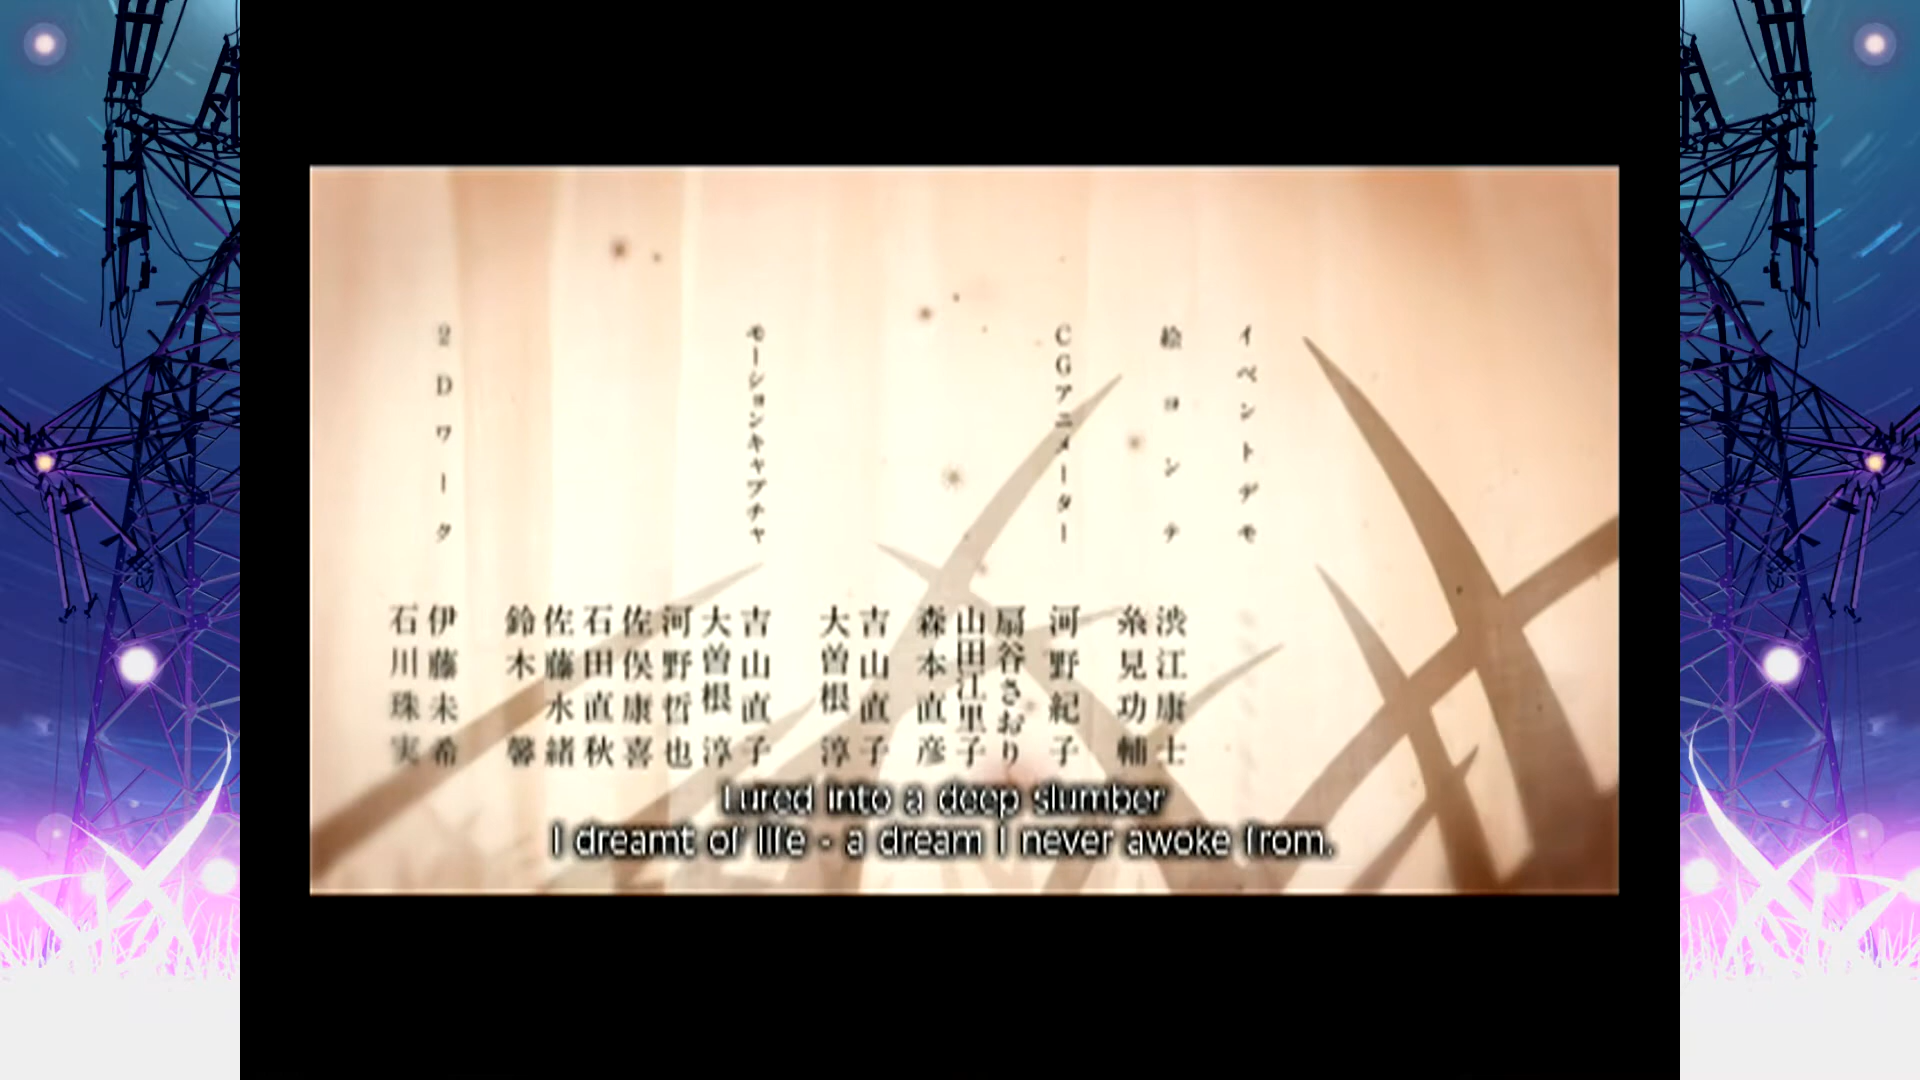 イベントデモ
絵コンテ
渋江康士
糸見功輔
CGアニメーター
河野紀子
扇谷さおり
山田江里子
森本直彦
モーションキャプチャ
吉山直子
大曽根淳
吉山直子
大曽根淳
河野哲也
佐俣康喜
石田直秋
佐藤水緒
鈴木馨
2Dワーク
伊藤未希
石川珠実
Lured into a deep slumber
I dreamt of life - a dream I never awoke from.